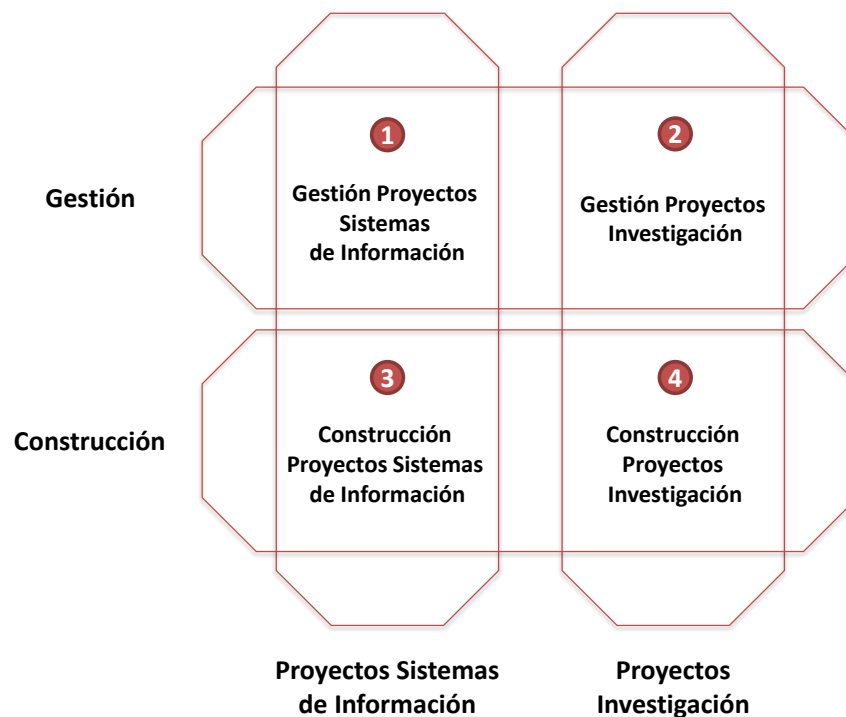 1
2
Gestión
Gestión Proyectos
Sistemas
de Información
Gestión Proyectos
Investigación
3
4
Construcción
Construcción
Proyectos Sistemas
de Información
Construcción
Proyectos
Investigación
Proyectos Sistemas
de Información
Proyectos
Investigación